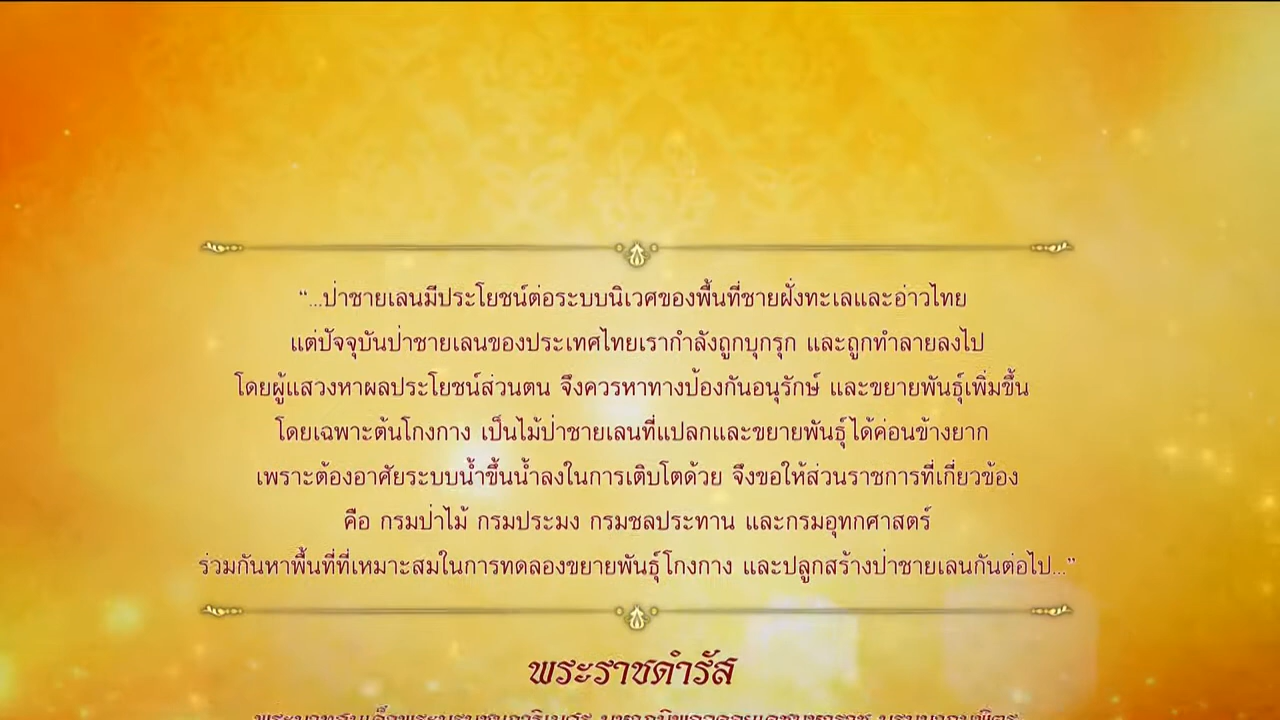 “...ป่าชายเลนมีประโยชน์ต่อระบบนิเวศของพื้นที่ชายฝั่งทะเลและอ่าวไทย
แต่ปัจจุบันป่าชายเลนของประเทศไทยเรากำลังถูกบุกรุก และถูกทำลายลงไป
โดยผู้แสวงหาผลประโยชน์ส่วนตน จึงควรหาทางป้องกันอนุรักษ์ และขยายพันธุ์เพิ่มขึ้น
โดยเฉพาะต้นโกงกาง เป็นไม้ป่าชายเลนที่แปลกและขยายพันธุ์ได้ค่อนข้างยาก
เพราะต้องอาศัยระบบน้ำขึ้นน้ำลงในการเติบโตด้วย จึงขอให้ส่วนราชการที่เกี่ยวข้อง
คือ กรมป่าไม้ กรมประมง กรมชลประทาน และกรมอุทกศาสตร์
ร่วมกันหาพื้นที่ที่เหมาะสมในการทดลองขยายพันธุ์โกงกาง และปลูกสร้างป่าชายเลนกันต่อไป...”
พระราชดำรัส